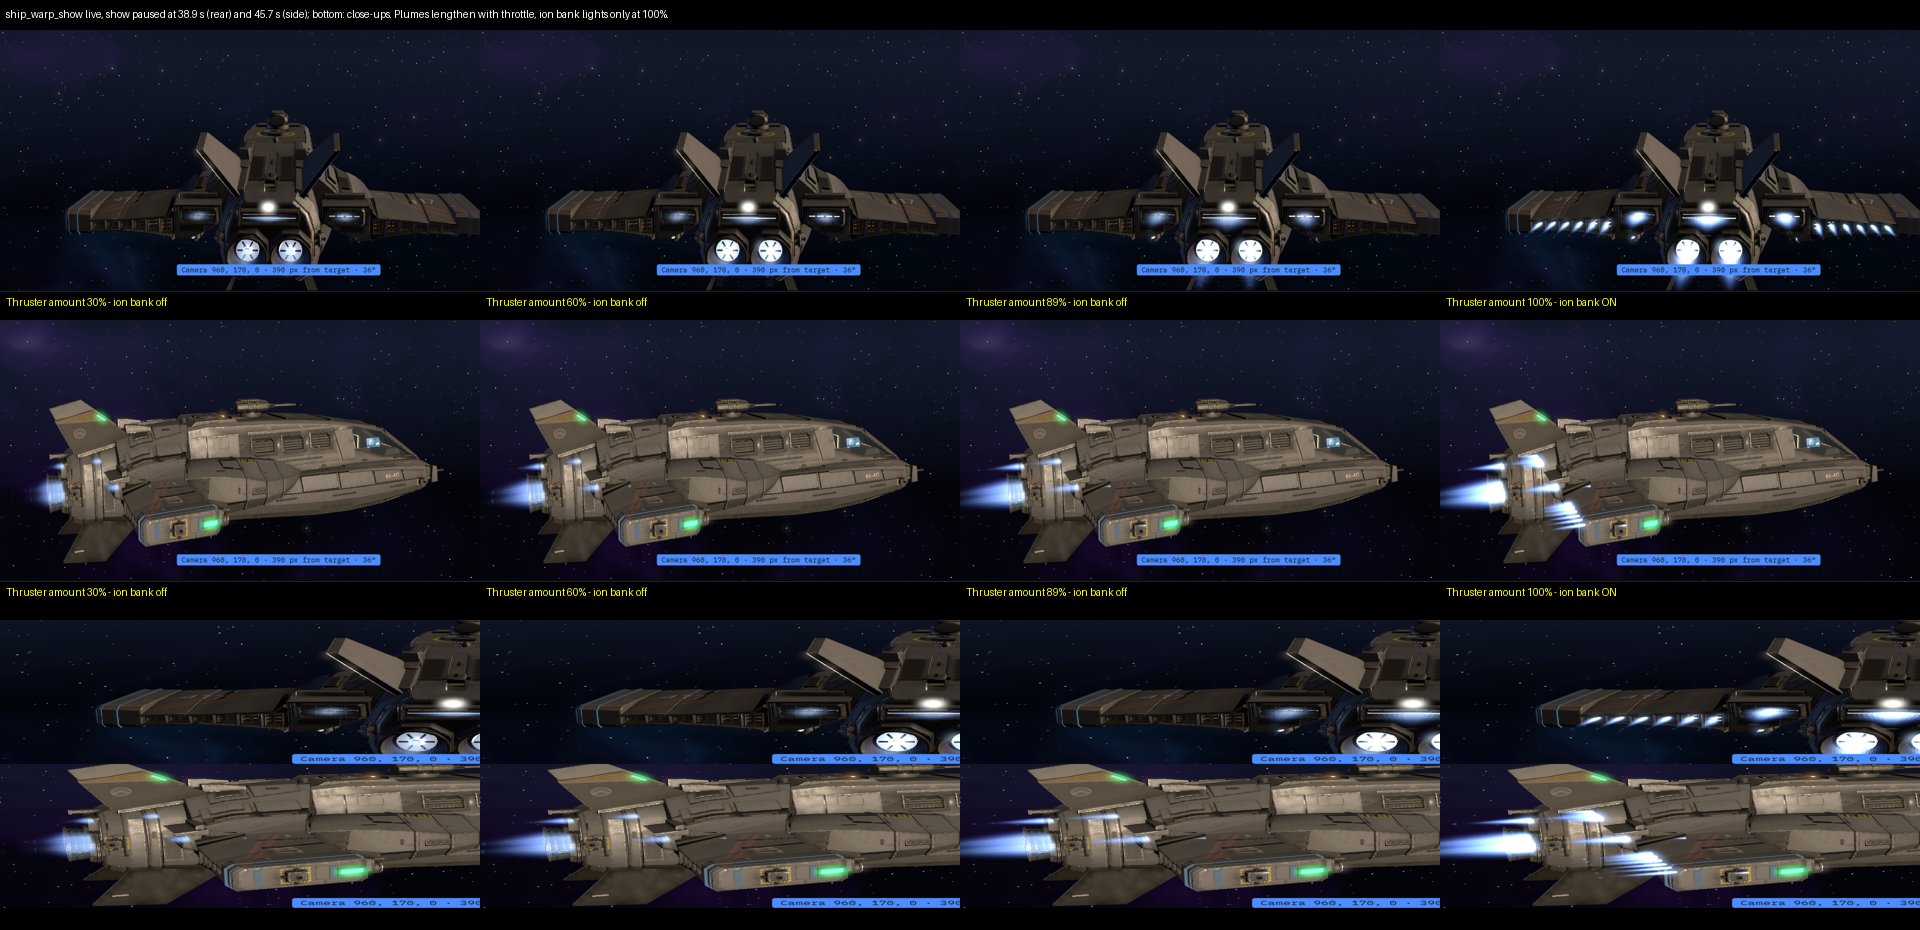 ship_warp_show live, show paused at 38.9 s (rear) and 45.7 s (side); bottom: close-ups. Plumes lengthen with throttle, ion bank lights only at 100%.
Camera 960, 170, 0 · 390 px from target · 36°
Camera 960, 170, 0 · 390 px from target · 36°
Camera 960, 170, 0 · 390 px from target · 36°
Camera 960, 170, 0 · 390 px from target · 36°
Thruster amount 30% - ion bank off
Thruster amount 60% - ion bank off
Thruster amount 89% - ion bank off
Thruster amount 100% - ion bank ON
Camera 960, 170, 0 · 390 px from target · 36°
Camera 960, 170, 0 · 390 px from target · 36°
Camera 960, 170, 0 · 390 px from target · 36°
Camera 960, 170, 0 · 390 px from target · 36°
Thruster amount 30% - ion bank off
Thruster amount 60% - ion bank off
Thruster amount 89% - ion bank off
Thruster amount 100% - ion bank ON
Camera 960, 170, 0 · 390
Camera 960, 170, 0 · 390
Camera 960, 170, 0 · 390
Camera 960, 170, 0 · 390
Camera 960, 170, 0 · 390
Camera 960, 170, 0 · 390
Camera 960, 170, 0 · 390
Camera 960, 170, 0 · 390